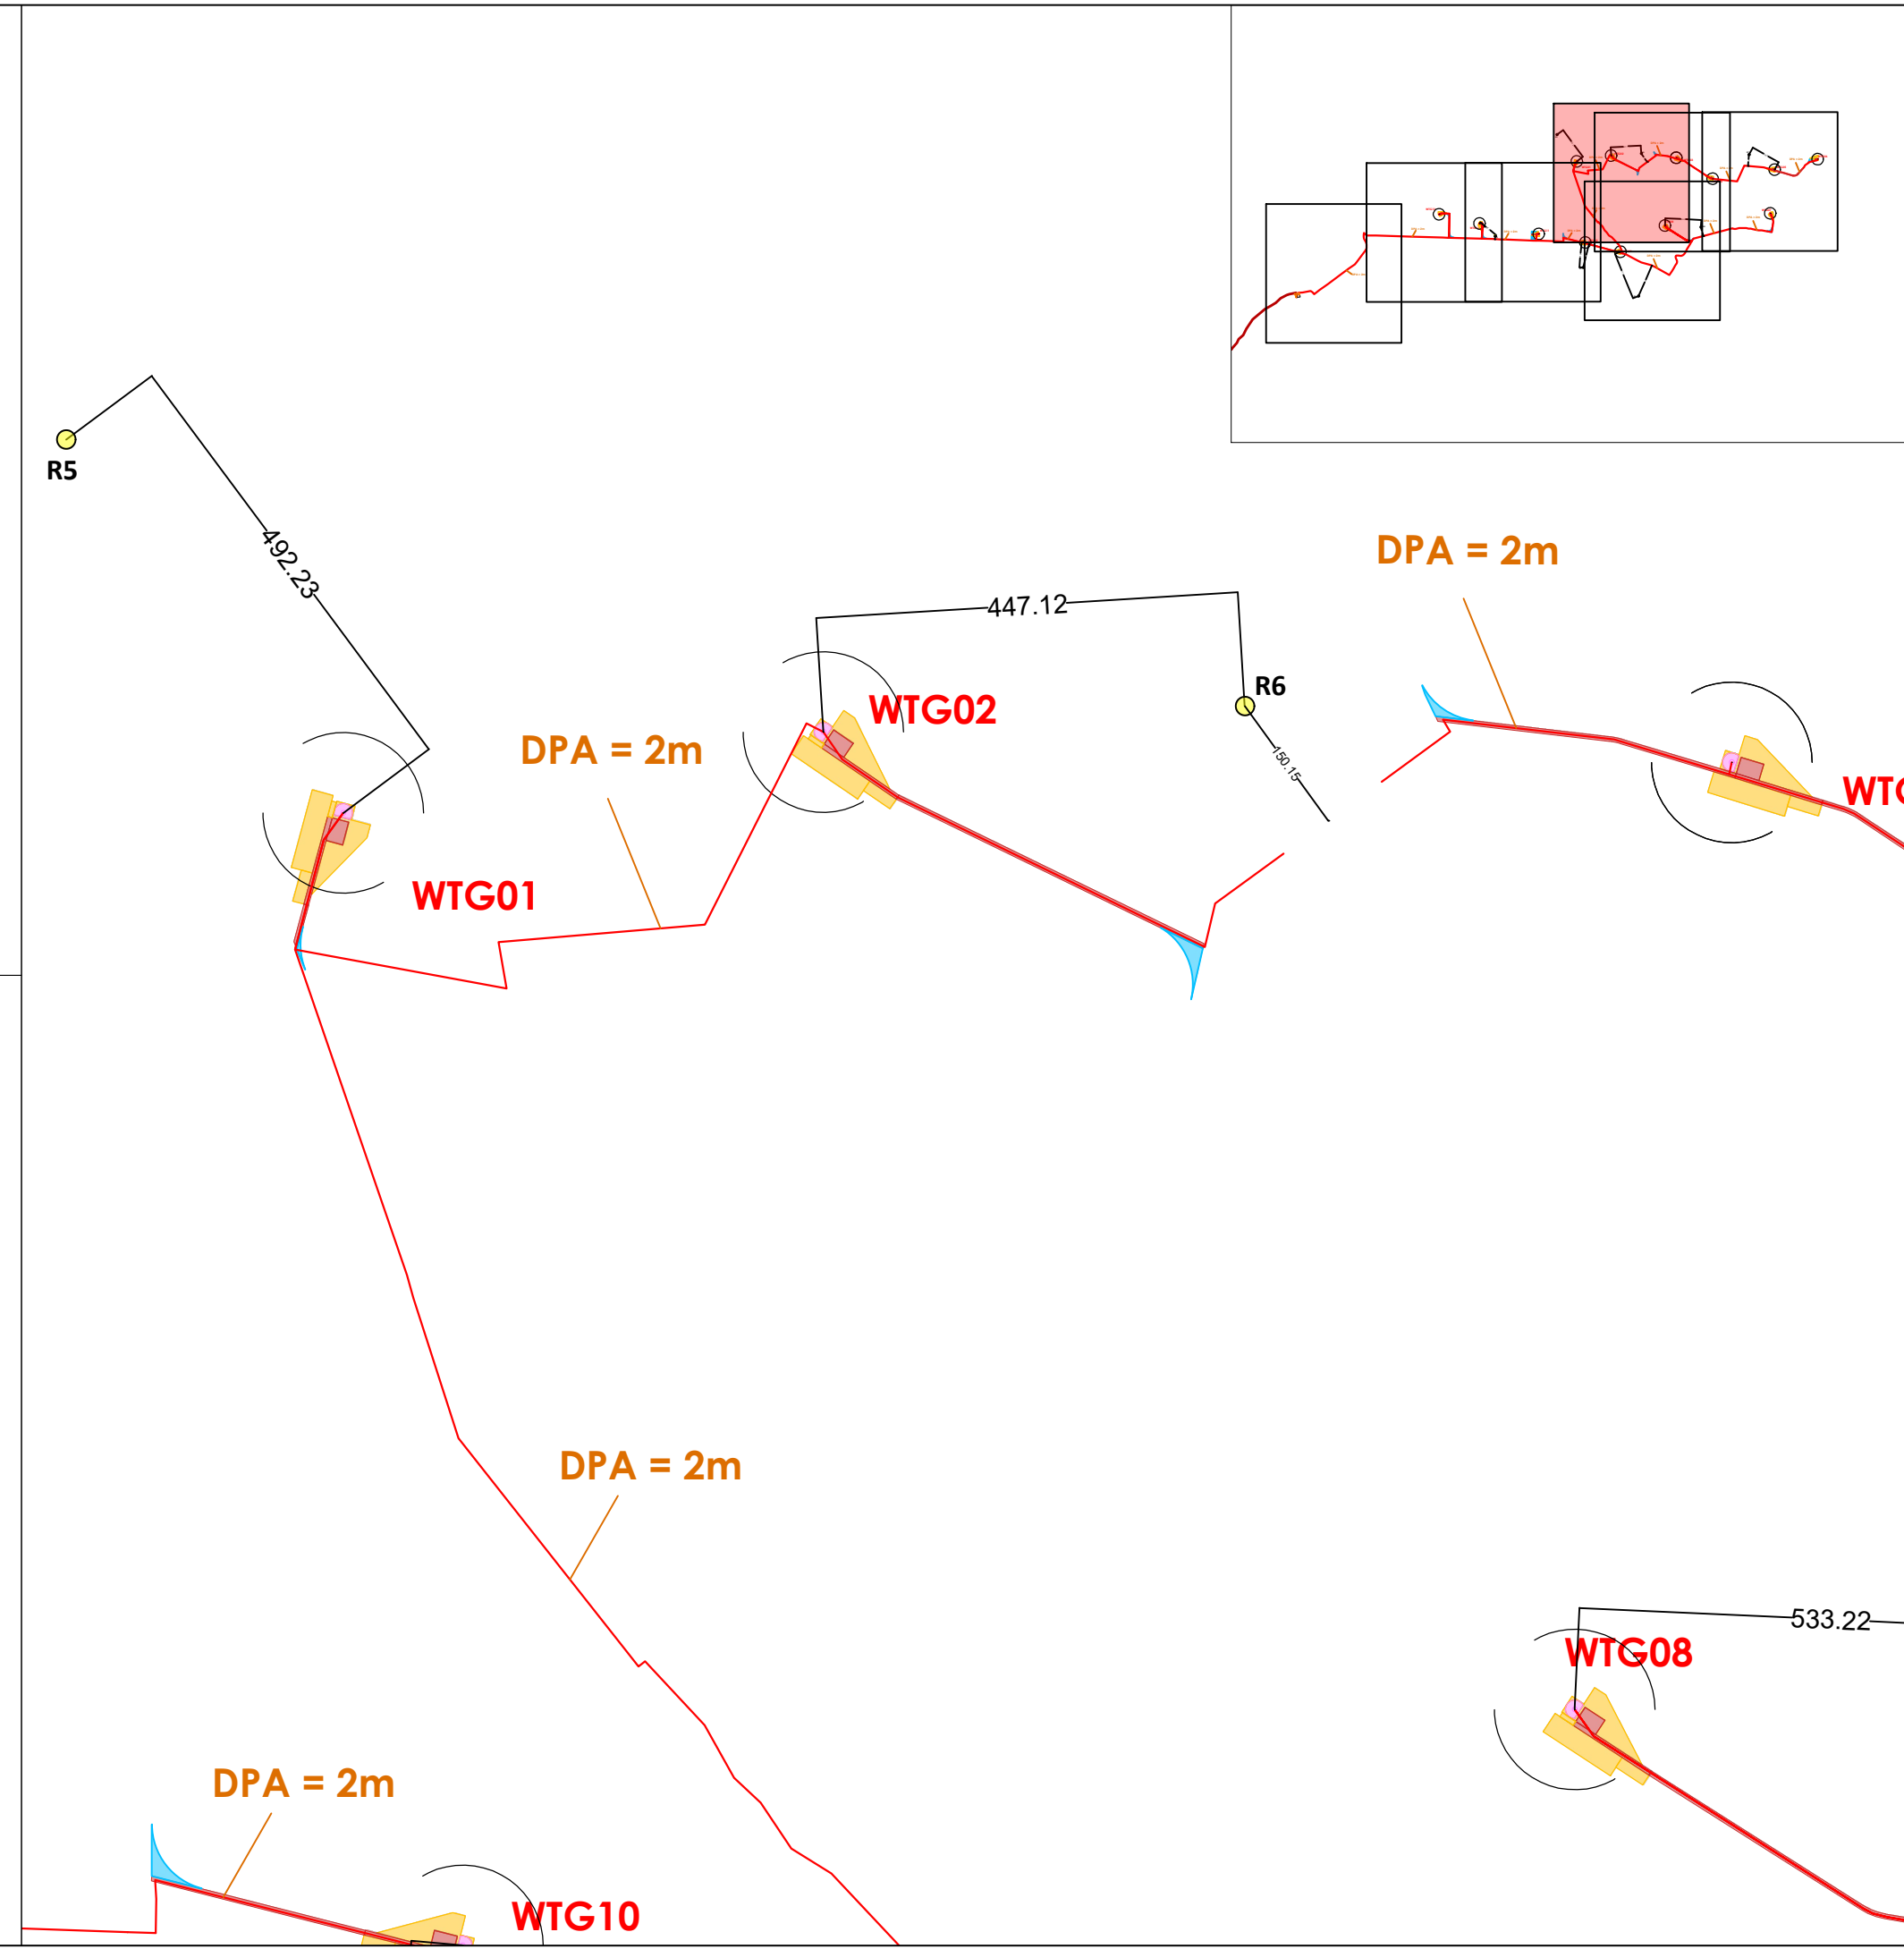 R5
492.23
DPA = 2m
447.12
R6
WTG02
DPA = 2m
150.15
WTG
WTG01
DPA = 2m
533.22
WTG08
DPA = 2m
WTG10